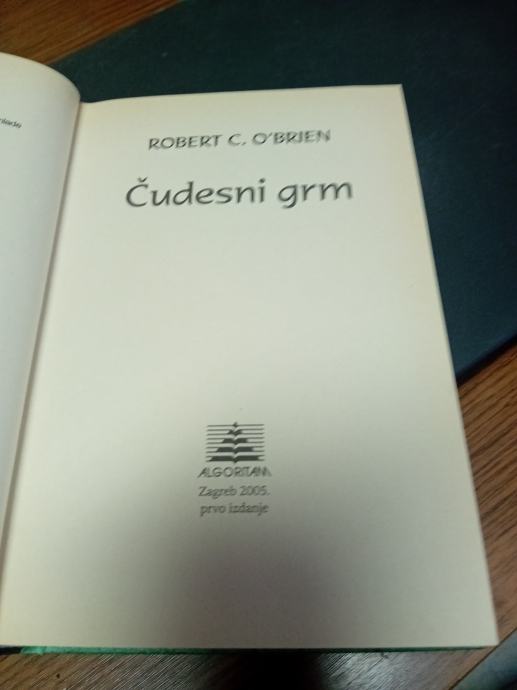 ROBERT C. O'BRIEN
Čudesni grm
ALGORITAM
Zagreb 2005.
prvo izdanje